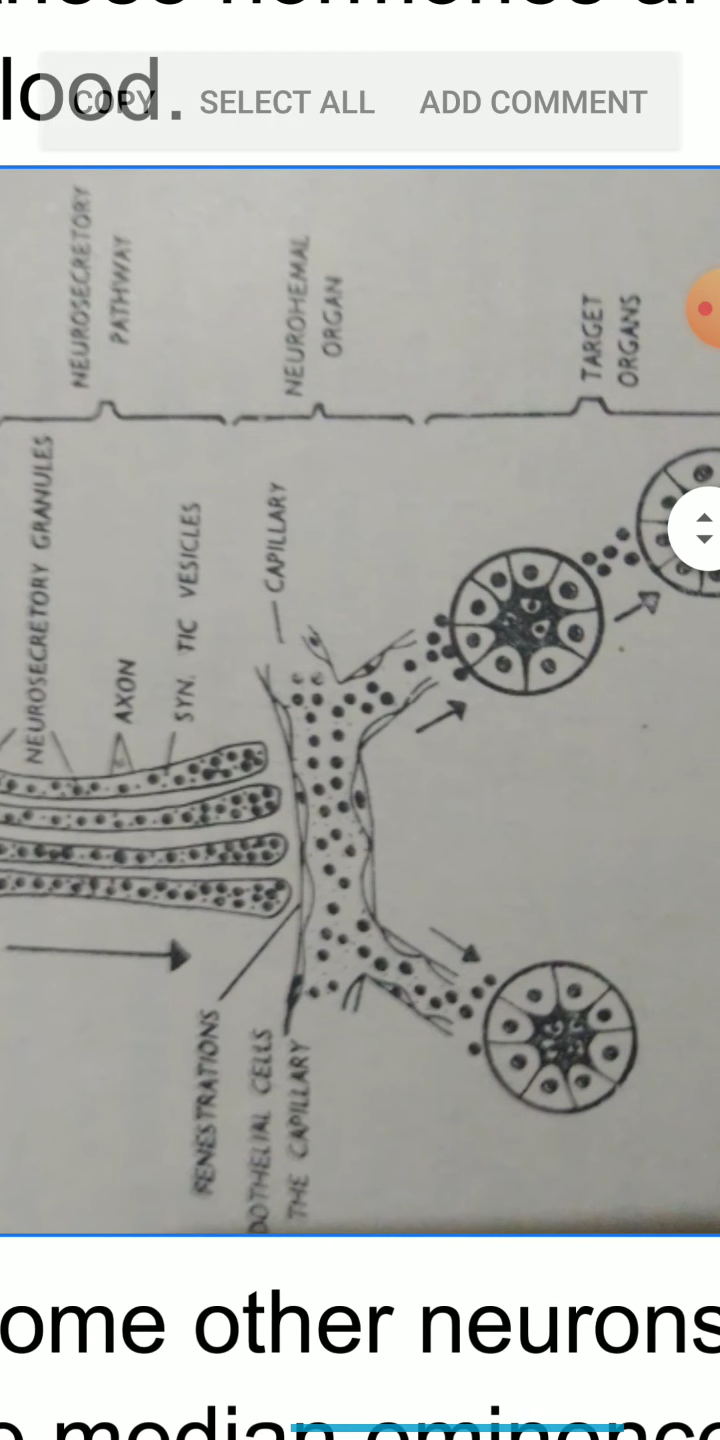 lood.
COPY SELECT ALL ADD COMMENT
NEUROSECRETORY
PATHWAY
NEUROHEMAL
ORGAN
TARGET
ORGANS
NEUROSECRETORY GRANULES
AXON
SYN. TIC VESICLES
CAPILLARY
FENESTRATIONS
DOTHELIAL CELLS
THE CAPILLARY
ome other neurons